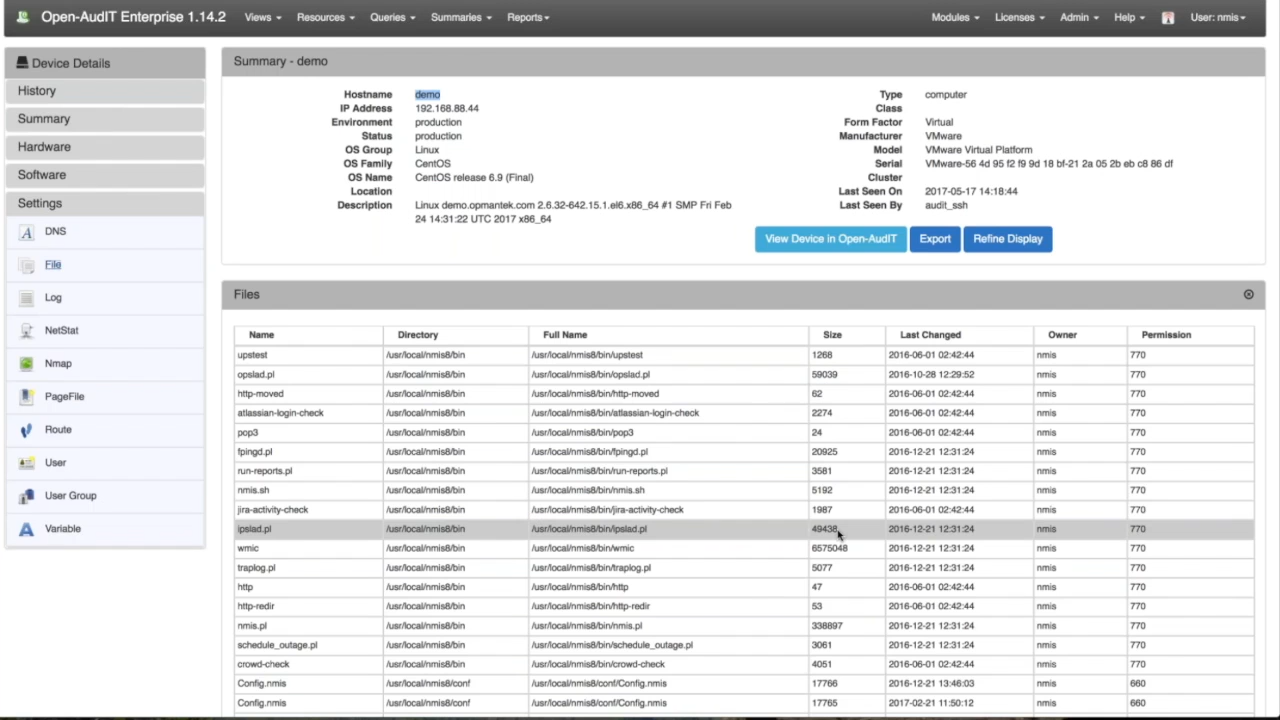 Open-AudIT Enterprise 1.14.2 Views Resources Queries Summaries Reports Modules Licenses Admin Help User: nmis
Device Details
History
Summary
Hardware
Software
Settings
DNS
File
Log
NetStat
Nmap
PageFile
Route
User
User Group
Variable
Summary - demo
Hostname demo
IP Address 192.168.88.44
Environment production
Status production
OS Group Linux
OS Family CentOS
OS Name CentOS release 6.9 (Final)
Location
Description Linux demo.opmantek.com 2.6.32-642.15.1.el6.x86_64 #1 SMP Fri Feb
24 14:31:22 UTC 2017 x86_64
Type computer
Class
Form Factor Virtual
Manufacturer VMware
Model VMware Virtual Platform
Serial VMware-56 4d 95 f2 f9 9d 18 bf-21 2a 05 2b eb c8 86 df
Cluster
Last Seen On 2017-05-17 14:18:44
Last Seen By audit_ssh
View Device in Open-AudIT Export Refine Display
Files
Name Directory Full Name Size Last Changed Owner Permission
upstest /usr/local/nmis8/bin /usr/local/nmis8/bin/upstest 1268 2016-06-01 02:42:44 nmis 770
opslad.pl /usr/local/nmis8/bin /usr/local/nmis8/bin/opslad.pl 59039 2016-10-28 12:29:52 nmis 770
http-moved /usr/local/nmis8/bin /usr/local/nmis8/bin/http-moved 62 2016-06-01 02:42:44 nmis 770
atlassian-login-check /usr/local/nmis8/bin /usr/local/nmis8/bin/atlassian-login-check 2274 2016-06-01 02:42:44 nmis 770
pop3 /usr/local/nmis8/bin /usr/local/nmis8/bin/pop3 24 2016-06-01 02:42:44 nmis 770
fpingd.pl /usr/local/nmis8/bin /usr/local/nmis8/bin/fpingd.pl 20925 2016-12-21 12:31:24 nmis 770
run-reports.pl /usr/local/nmis8/bin /usr/local/nmis8/bin/run-reports.pl 3581 2016-12-21 12:31:24 nmis 770
nmis.sh /usr/local/nmis8/bin /usr/local/nmis8/bin/nmis.sh 5192 2016-12-21 12:31:24 nmis 770
jira-activity-check /usr/local/nmis8/bin /usr/local/nmis8/bin/jira-activity-check 1987 2016-06-01 02:42:44 nmis 770
ipslad.pl /usr/local/nmis8/bin /usr/local/nmis8/bin/ipslad.pl 49438 2016-12-21 12:31:24 nmis 770
wmic /usr/local/nmis8/bin /usr/local/nmis8/bin/wmic 6575048 2016-12-21 12:31:24 nmis 770
traplog.pl /usr/local/nmis8/bin /usr/local/nmis8/bin/traplog.pl 5077 2016-12-21 12:31:24 nmis 770
http /usr/local/nmis8/bin /usr/local/nmis8/bin/http 47 2016-06-01 02:42:44 nmis 770
http-redir /usr/local/nmis8/bin /usr/local/nmis8/bin/http-redir 53 2016-06-01 02:42:44 nmis 770
nmis.pl /usr/local/nmis8/bin /usr/local/nmis8/bin/nmis.pl 338897 2016-12-21 12:31:24 nmis 770
schedule_outage.pl /usr/local/nmis8/bin /usr/local/nmis8/bin/schedule_outage.pl 3061 2016-12-21 12:31:24 nmis 770
crowd-check /usr/local/nmis8/bin /usr/local/nmis8/bin/crowd-check 4051 2016-06-01 02:42:44 nmis 770
Config.nmis /usr/local/nmis8/conf /usr/local/nmis8/conf/Config.nmis 17766 2016-12-21 13:46:03 nmis 660
Config.nmis /usr/local/nmis8/conf /usr/local/nmis8/conf/Config.nmis 17765 2017-02-21 11:50:12 nmis 660